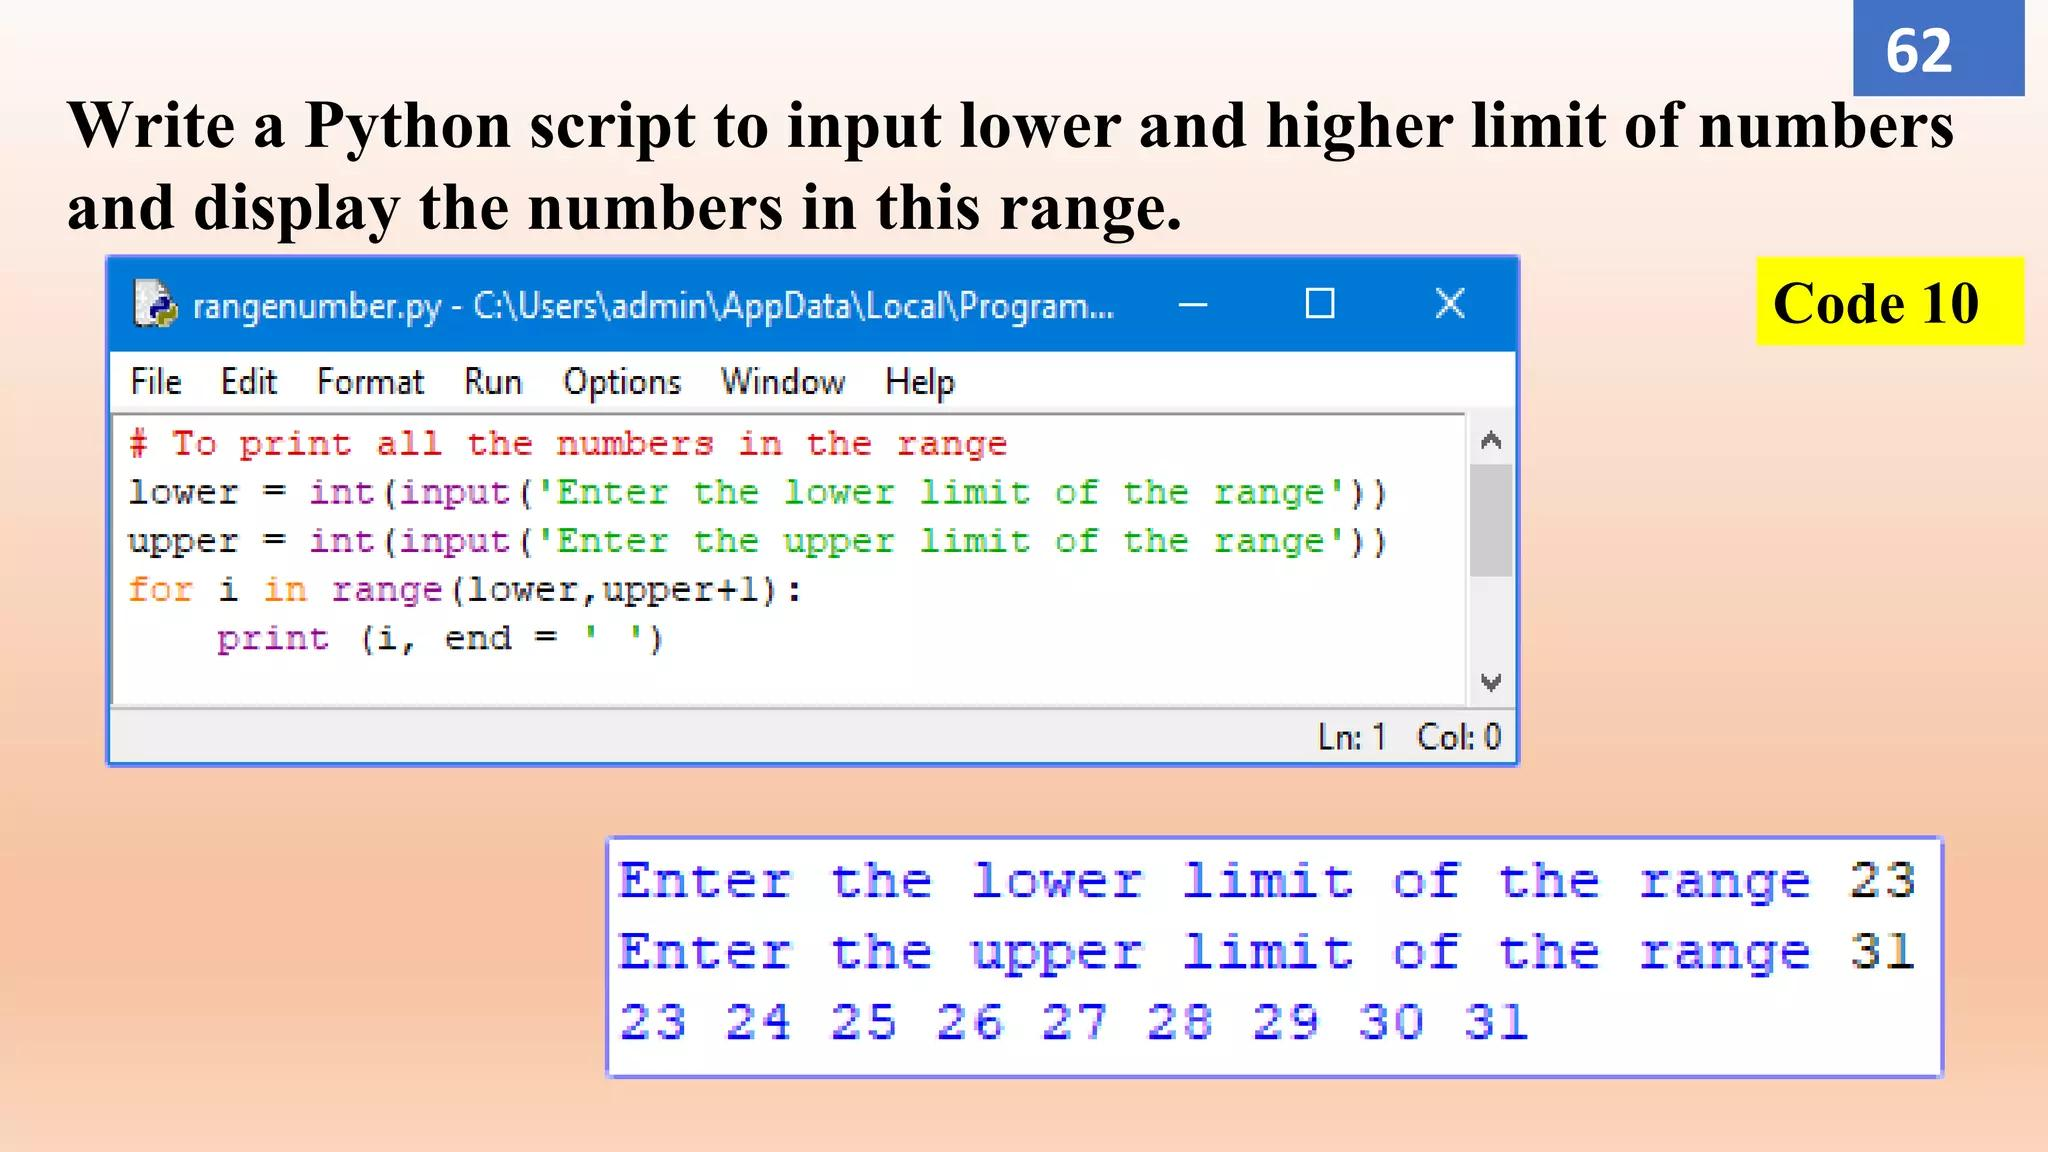 62
Write a Python script to input lower and higher limit of numbers
and display the numbers in this range.
Code 10
rangenumber.py - C:\Users\admin\AppData\Local\Program...
File Edit Format Run Options Window Help
# To print all the numbers in the range
lower = int(input('Enter the lower limit of the range'))
upper = int(input('Enter the upper limit of the range'))
for i in range(lower,upper+1):
    print (i, end = ' ')
Ln: 1 Col: 0
Enter the lower limit of the range 23
Enter the upper limit of the range 31
23 24 25 26 27 28 29 30 31